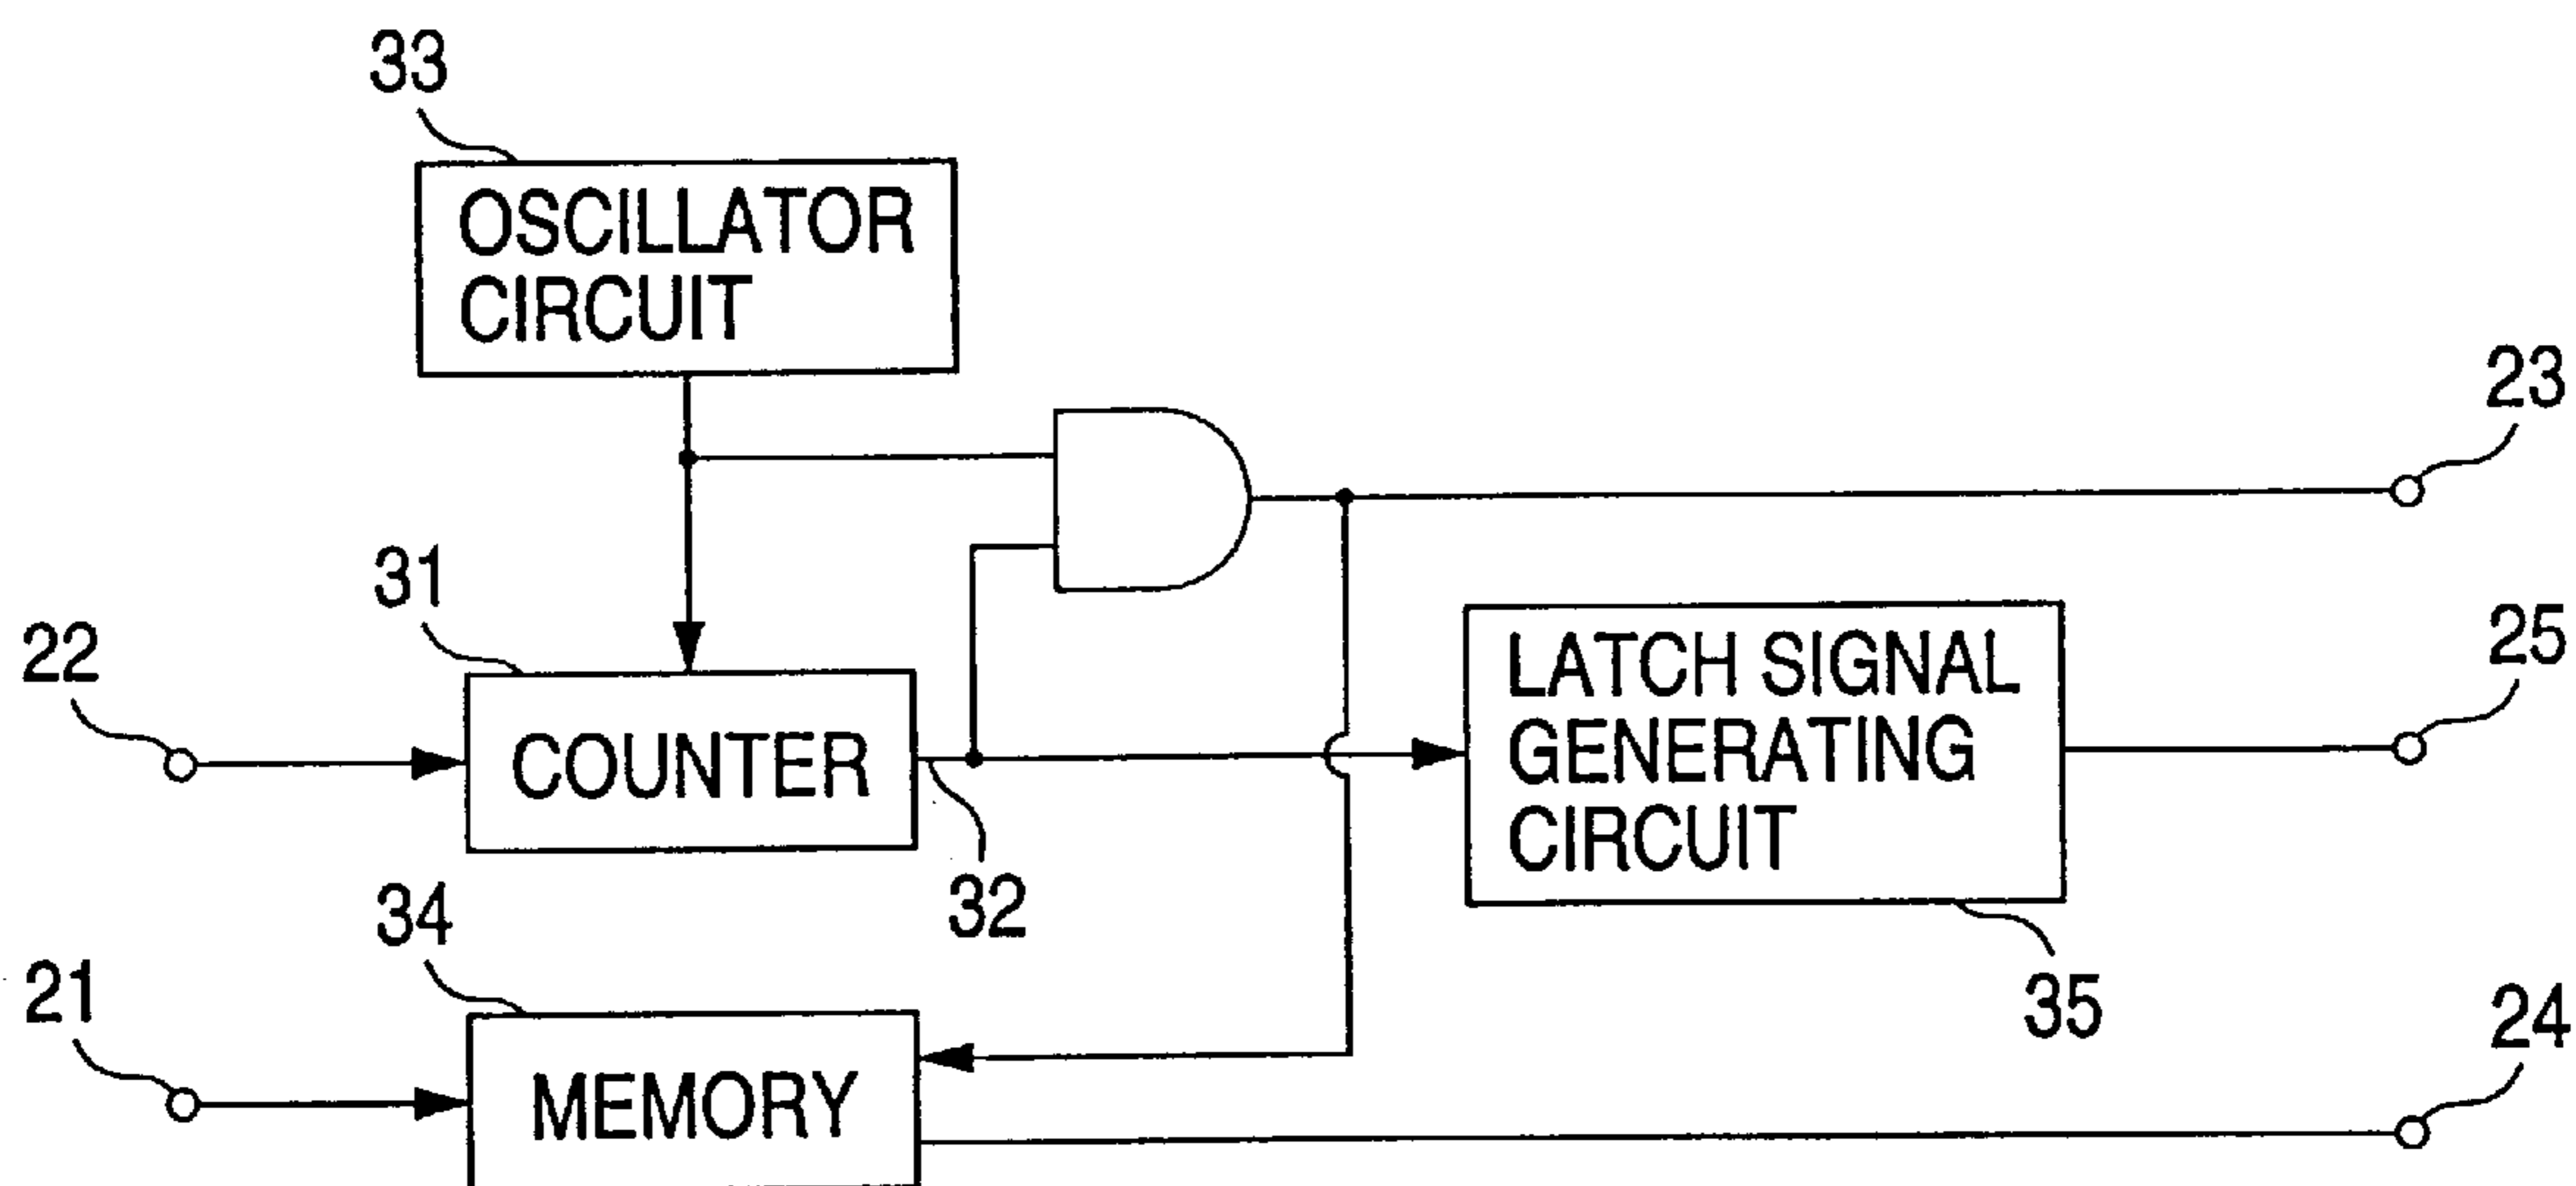 33
OSCILLATOR
CIRCUIT
23
31
22
COUNTER
32
LATCH SIGNAL
GENERATING
CIRCUIT
25
35
34
21
MEMORY
24